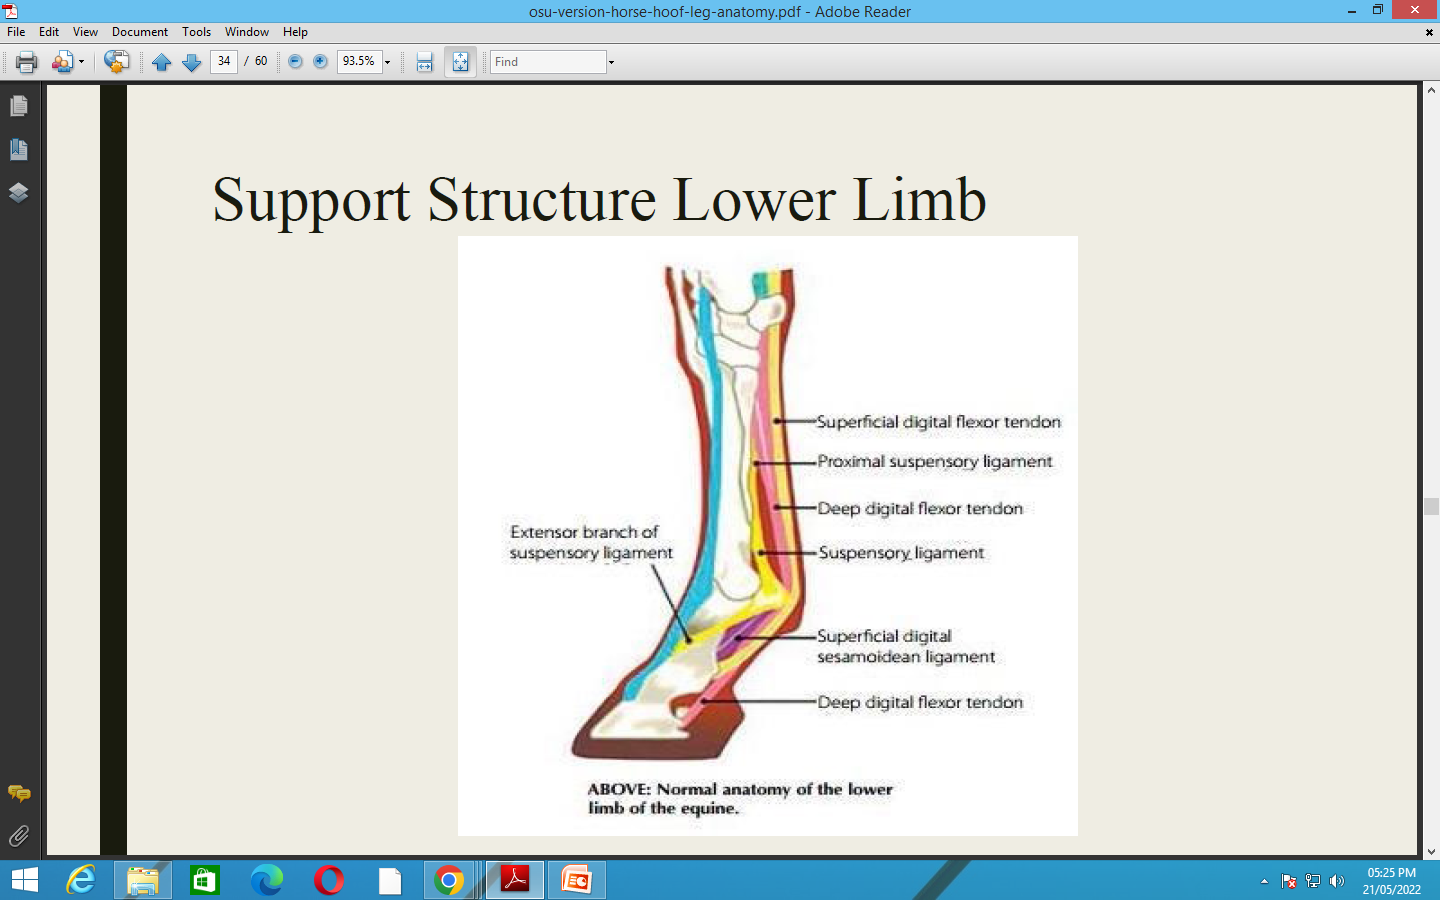 osu-version-horse-hoof-leg-anatomy.pdf - Adobe Reader
File Edit View Document Tools Window Help
34 / 60 93.5% Find
Support Structure Lower Limb
Superficial digital flexor tendon
Proximal suspensory ligament
Deep digital flexor tendon
Extensor branch of
suspensory ligament
Suspensory ligament
Superficial digital
sesamoidean ligament
Deep digital flexor tendon
ABOVE: Normal anatomy of the lower
limb of the equine.
05:25 PM
21/05/2022